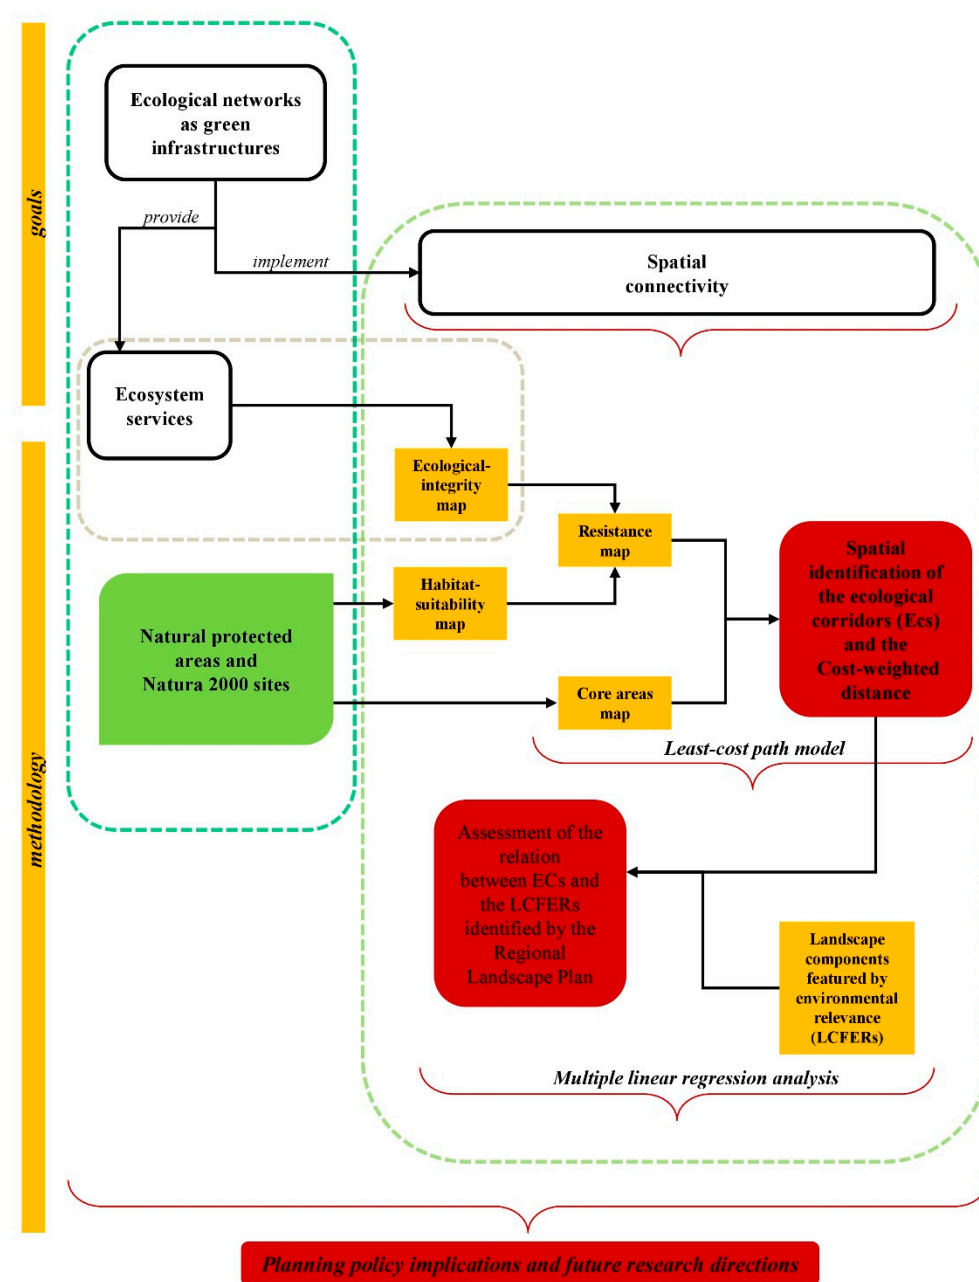 goals
Ecological networks
as green
infrastructures
provide
implement
Spatial
connectivity
Ecosystem
services
methodology
Ecological-
integrity
map
Resistance
map
Habitat-
suitability
map
Natural protected
areas and
Natura 2000 sites
Core areas
map
Spatial
identification of
the ecological
corridors (Ecs)
and the
Cost-weighted
distance
Least-cost path model
Assessment of the
relation
between ECs and
the LCFERs
identified by the
Regional
Landscape Plan
Landscape
components
featured by
environmental
relevance
(LCFERs)
Multiple linear regression analysis
Planning policy implications and future research directions